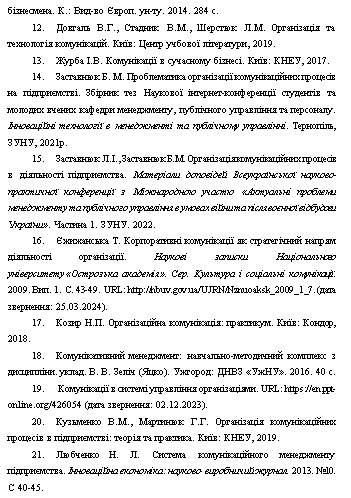 бізнесмена. К.: Вид-во Європ. ун-ту. 2014. 284 с.
12. Довгаль В.Г., Стадник В.М., Шерстюк Л.М. Організація та
технологія комунікацій. Київ: Центр учбової літератури, 2019.
13. Журба І.В. Комунікації в сучасному бізнесі. Київ: КНЕУ, 2017.
14. Заставнюк Б. М. Проблематика організації комунікаційних процесів
на підприємстві. Збірник тез Наукової інтернет-конференції студентів та
молодих вчених кафедри менеджменту, публічного управління та персоналу.
Інноваційні технології в менеджменті та публічному управлінні. Тернопіль,
ЗУНУ, 2021р.
15. Заставнюк Л.І., Заставнюк Б.М. Організація комунікаційних процесів
в діяльності підприємства. Матеріали доповідей Всеукраїнської науково-
практичної конференції з Міжнародною участю «Актуальні проблеми
менеджменту та публічного управління в умовах війни та післявоєнної відбудови
України». Частина 1. ЗУНУ. 2022.
16. Єжижанська Т. Корпоративні комунікації як стратегічний напрям
діяльності організації. Наукові записки Національного
університету «Острозька академія». Сер. Культура і соціальні комунікації.
2009. Вип. 1. С. 43-49. URL: http://nbuv.gov.ua/UJRN/Nznuoaksk_2009_1_7. (дата
звернення: 25.03.2024).
17. Козир Н.П. Організаційна комунікація: практикум. Київ: Кондор,
2018.
18. Комунікативний менеджмент: навчально-методичний комплекс з
дисципліни. уклад. В. В. Зелін (Яцко). Ужгород: ДНВЗ «УжНУ». 2016. 40 с.
19. Комунікації в системі управління організаціями. URL: https://en.ppt-
online.org/426054 (дата звернення: 02.12.2023).
20. Кузьменко В.М., Мартинюк Г.Г. Організація комунікаційних
процесів в підприємстві: теорія та практика. Київ: КНЕУ, 2019.
21. Любченко Н. Л. Система комунікаційного менеджменту
підприємства. Інноваційна економіка: науково-виробничий журнал. 2013. №10.
С 40-45.